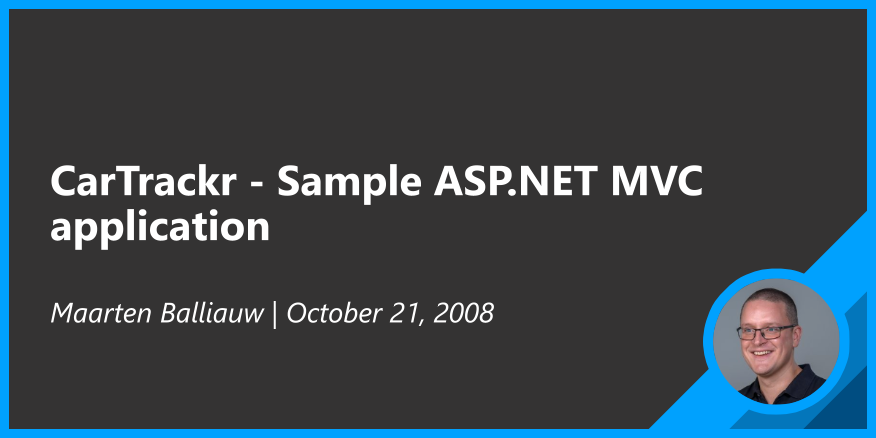 CarTrackr - Sample ASP.NET MVC
application
Maarten Balliauw | October 21, 2008